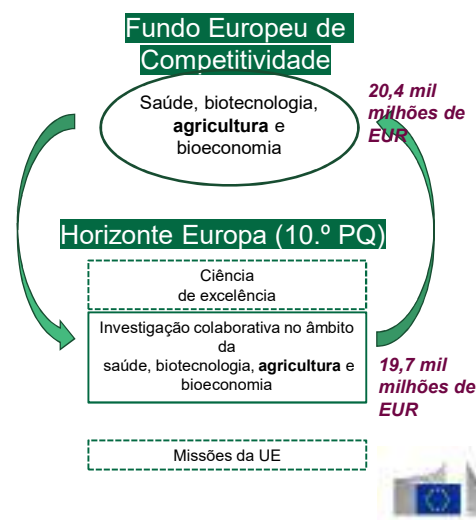 Fundo Europeu de
Competitividade
Saúde, biotecnologia,
agricultura e
bioeconomia
20,4 mil
milhões de
EUR
Horizonte Europa (10.º PQ)
Ciência
de excelência
Investigação colaborativa no âmbito
da
saúde, biotecnologia, agricultura e
bioeconomia
19,7 mil
milhões de
EUR
Missões da UE